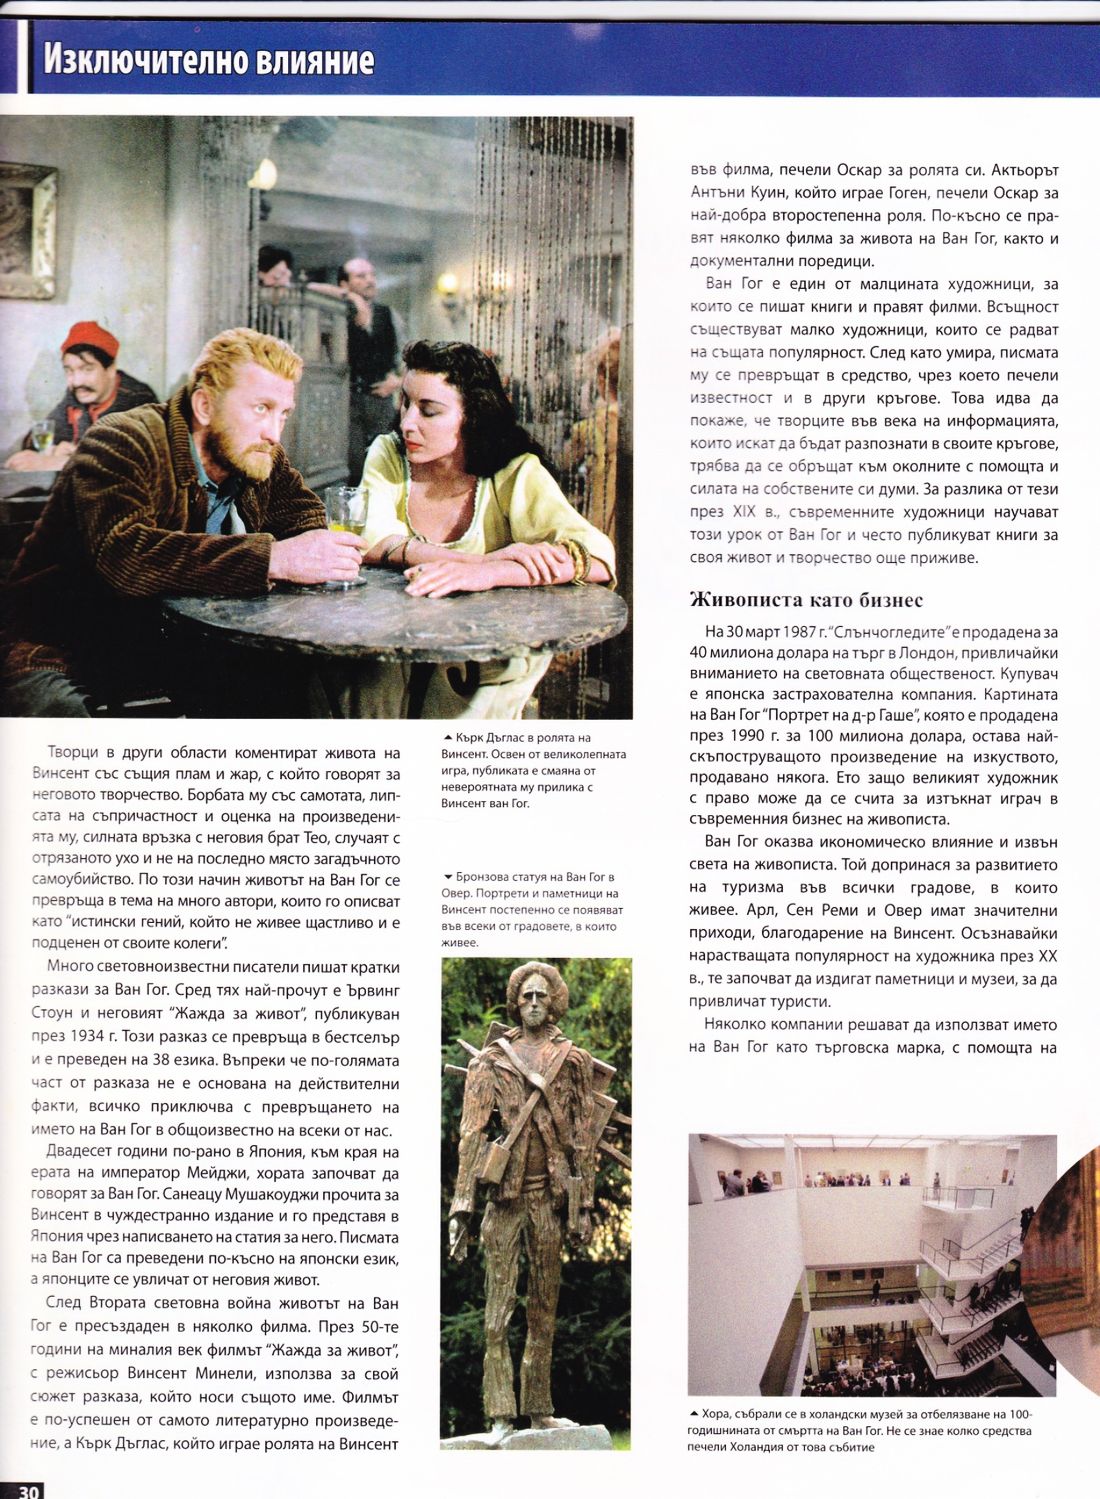 Изключително влияние
Творци в други области коментират живота на
Винсент със същия плам и жар, с който говорят за
неговото творчество. Борбата му със самотата, лип-
сата на съпричастност и оценка на произведени-
ята му, силната връзка с неговия брат Тео, случаят с
отрязаното ухо и не на последно място загадъчното
самоубийство. По този начин животът на Ван Гог се
превръща в тема на много автори, които го описват
като “истински гений, който не живее щастливо и е
подценен от своите колеги”.
Много световноизвестни писатели пишат кратки
разкази за Ван Гог. Сред тях най-прочут е Ървинг
Стоун и неговият “Жажда за живот”, публикуван
през 1934 г. Този разказ се превръща в бестселър
и е преведен на 38 езика. Въпреки че по-голямата
част от разказа не е основана на действителни
факти, всичко приключва с превръщането на
името на Ван Гог в общоизвестно на всеки от нас.
Двадесет години по-рано в Япония, към края на
ерата на император Мейджи, хората започват да
говорят за Ван Гог. Санеацу Мушакоуджи прочита за
Винсент в чуждестранно издание и го представя в
Япония чрез написването на статия за него. Писмата
на Ван Гог са преведени по-късно на японски език,
а японците се увличат от неговия живот.
След Втората световна война животът на Ван
Гог е пресъздаден в няколко филма. През 50-те
години на миналия век филмът “Жажда за живот”,
с режисьор Винсент Минели, използва за свой
сюжет разказа, който носи същото име. Филмът
е по-успешен от самото литературно произведе-
ние, а Кърк Дъглас, който играе ролята на Винсент
Кърк Дъглас в ролята на
Винсент. Освен от великолепната
игра, публиката е смаяна от
невероятната му прилика с
Винсент ван Гог.
Бронзова статуя на Ван Гог в
Овер. Портрети и паметници на
Винсент постепенно се появяват
във всеки от градовете, в които
живее.
във филма, печели Оскар за ролята си. Актьорът
Антъни Куин, който играе Гоген, печели Оскар за
най-добра второстепенна роля. По-късно се пра-
вят няколко филма за живота на Ван Гог, както и
документални поредици.
Ван Гог е един от малцината художници, за
които се пишат книги и правят филми. Всъщност
съществуват малко художници, които се радват
на същата популярност. След като умира, писмата
му се превръщат в средство, чрез което печели
известност и в други кръгове. Това идва да
покаже, че творците във века на информацията,
които искат да бъдат разпознати в своите кръгове,
трябва да се обръщат към околните с помощта и
силата на собствените си думи. За разлика от тези
през XIX в., съвременните художници научават
този урок от Ван Гог и често публикуват книги за
своя живот и творчество още приживе.
Живописта като бизнес
На 30 март 1987 г. “Слънчогледите” е продадена за
40 милиона долара на търг в Лондон, привличайки
вниманието на световната общественост. Купувач
е японска застрахователна компания. Картината
на Ван Гог “Портрет на д-р Гаше”, която е продадена
през 1990 г. за 100 милиона долара, остава най-
скъпоструващото произведение на изкуството,
продавано някога. Ето защо великият художник
с право може да се счита за изтъкнат играч в
съвременния бизнес на живописта.
Ван Гог оказва икономическо влияние и извън
света на живописта. Той допринася за развитието
на туризма във всички градове, в които
живее. Арл, Сен Реми и Овер имат значителни
приходи, благодарение на Винсент. Осъзнавайки
нарастващата популярност на художника през XX
в., те започват да издигат паметници и музеи, за да
привличат туристи.
Няколко компании решават да използват името
на Ван Гог като търговска марка, с помощта на
Хора, събрали се в холандски музей за отбелязване на 100-
годишнината от смъртта на Ван Гог. Не се знае колко средства
печели Холандия от това събитие
30